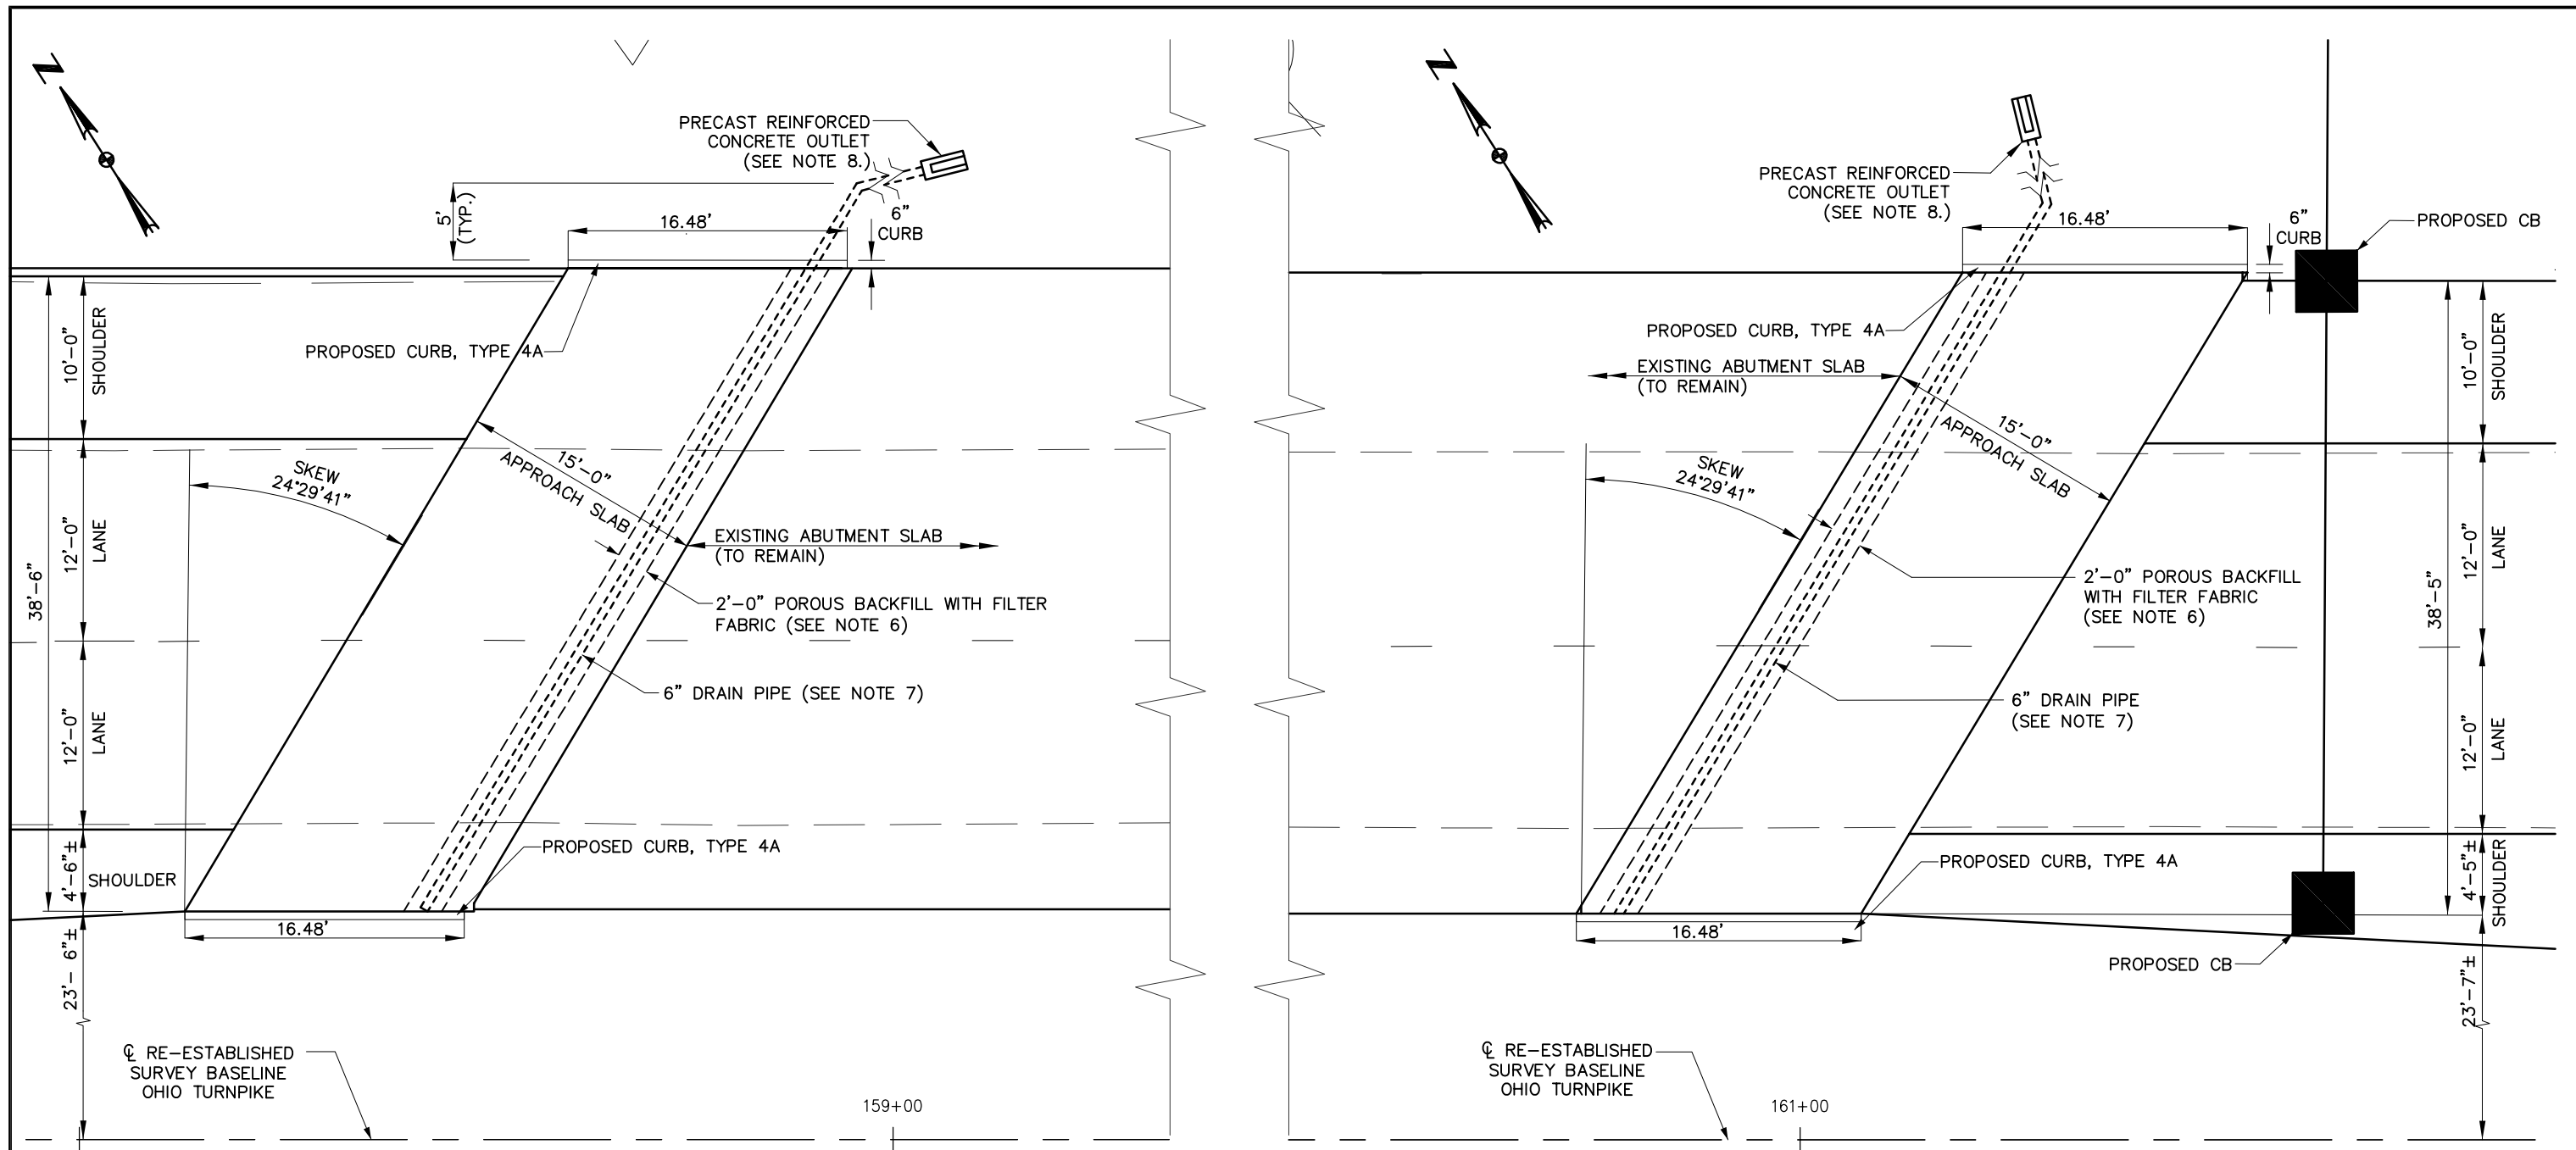 N
PRECAST REINFORCED
CONCRETE OUTLET
(SEE NOTE 8.)
5'
(TYP.)
16.48'
6"
CURB
PROPOSED CURB, TYPE 4A
10'-0"
SHOULDER
SKEW
24°29'41"
15'-0"
APPROACH SLAB
EXISTING ABUTMENT SLAB
(TO REMAIN)
12'-0"
LANE
38'-6"
2'-0" POROUS BACKFILL WITH FILTER
FABRIC (SEE NOTE 6)
6" DRAIN PIPE (SEE NOTE 7)
12'-0"
LANE
PROPOSED CURB, TYPE 4A
4'-6"±
SHOULDER
16.48'
23'- 6"±
℄ RE-ESTABLISHED
SURVEY BASELINE
OHIO TURNPIKE
159+00
N
PRECAST REINFORCED
CONCRETE OUTLET
(SEE NOTE 8.)
16.48'
6"
CURB
PROPOSED CB
PROPOSED CURB, TYPE 4A
EXISTING ABUTMENT SLAB
(TO REMAIN)
10'-0"
SHOULDER
15'-0"
APPROACH SLAB
SKEW
24°29'41"
12'-0"
LANE
2'-0" POROUS BACKFILL
WITH FILTER FABRIC
(SEE NOTE 6)
38'-5"
6" DRAIN PIPE
(SEE NOTE 7)
12'-0"
LANE
PROPOSED CURB, TYPE 4A
4'-5"±
SHOULDER
16.48'
PROPOSED CB
23'-7"±
℄ RE-ESTABLISHED
SURVEY BASELINE
OHIO TURNPIKE
161+00